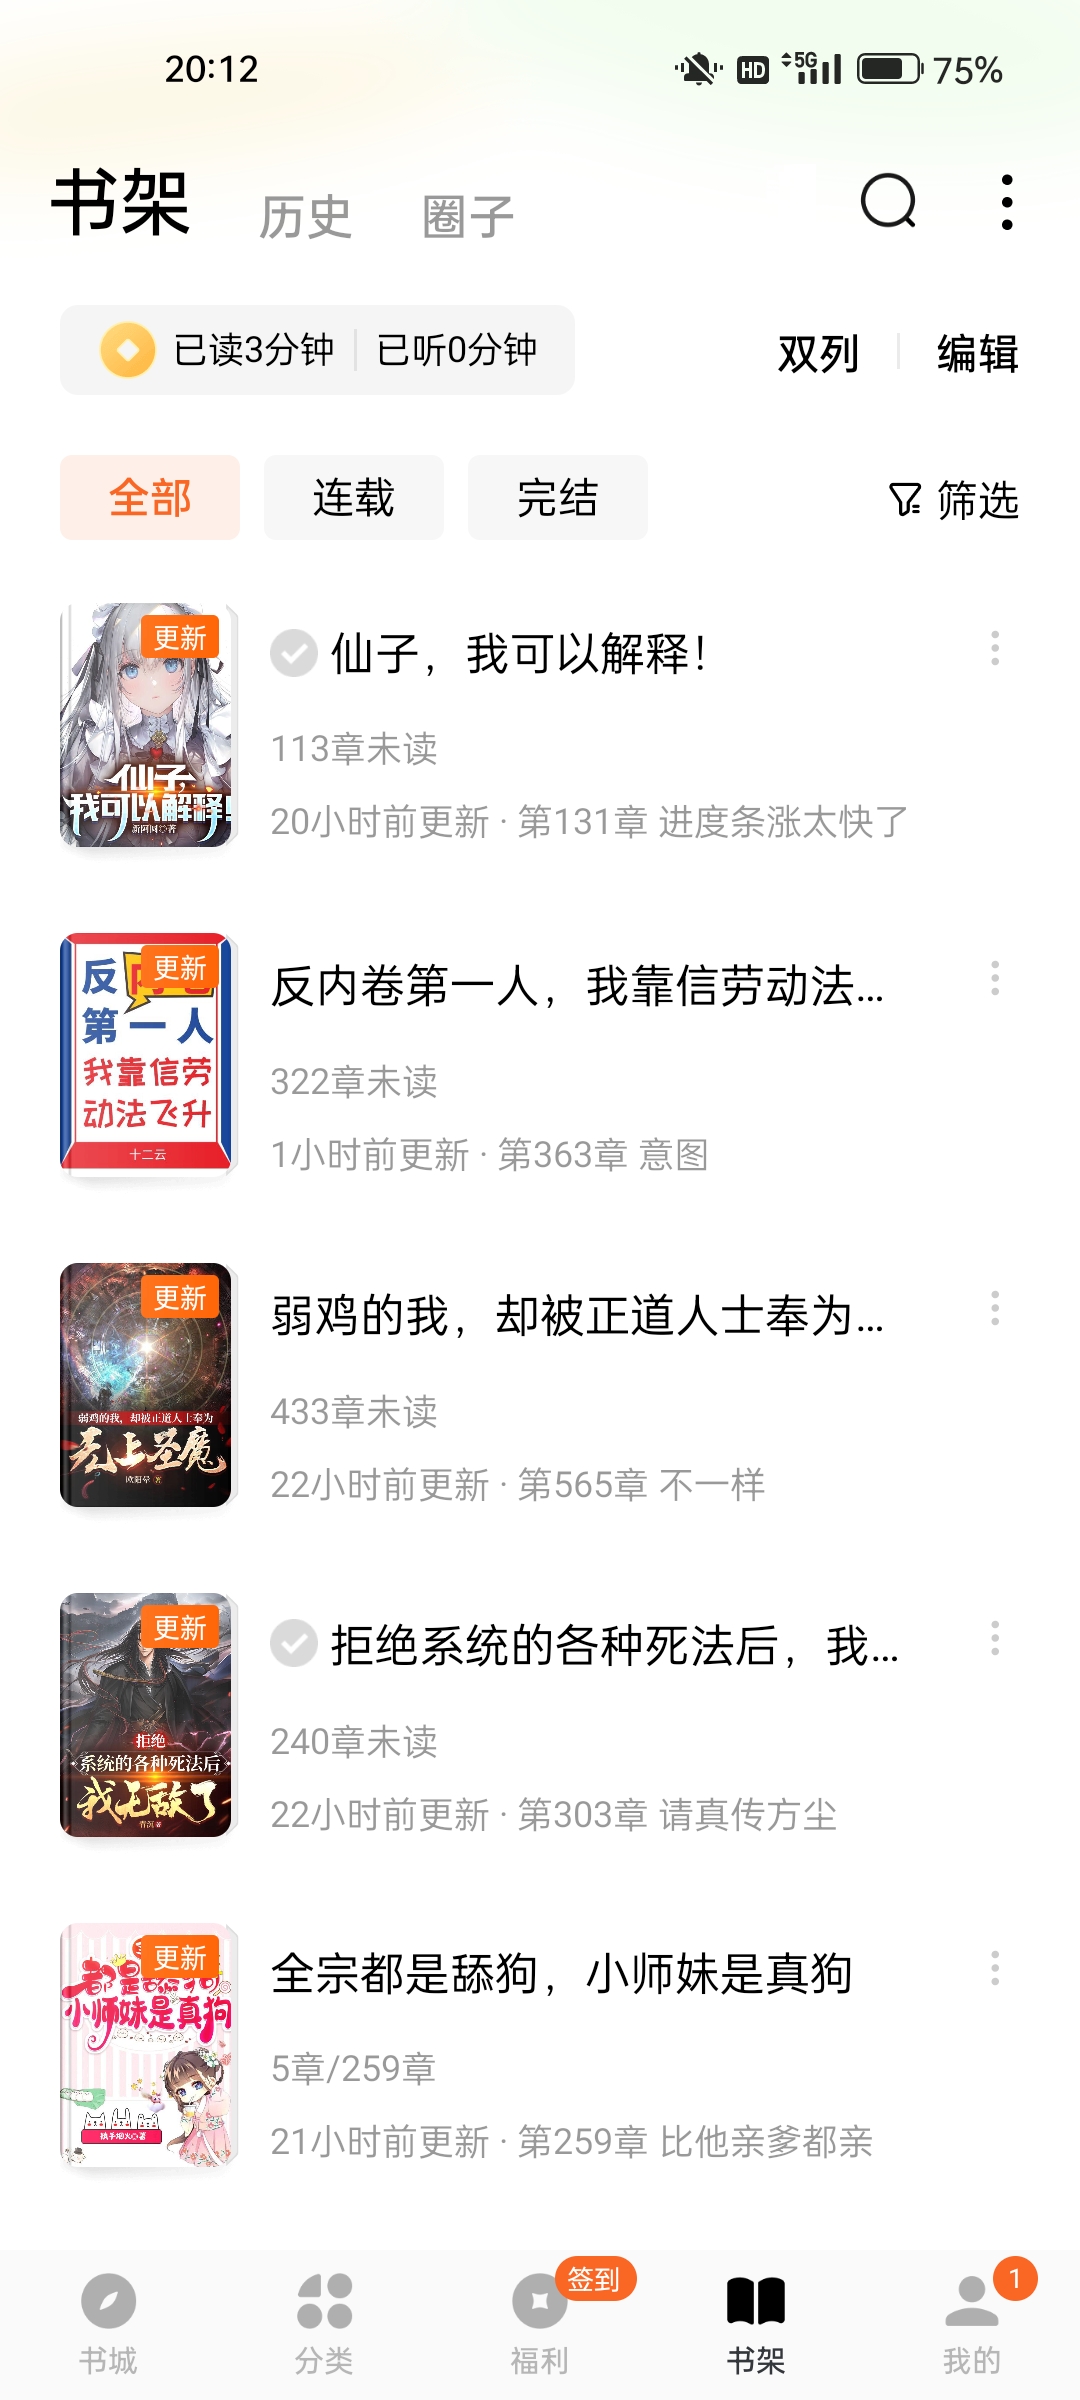 20:12
HD 5G 75%
书架 历史 圈子
已读3分钟 已听0分钟 双列 编辑
全部 连载 完结 筛选
更新
仙子，
我可以解释！
仙子，我可以解释！
113章未读
20小时前更新 · 第131章 进度条涨太快了
更新
反
第一人
我靠信劳
动法飞升
十二云
反内卷第一人，我靠信劳动法...
322章未读
1小时前更新 · 第363章 意图
更新
弱鸡的我，却被正道人士奉为
无上圣魔
弱鸡的我，却被正道人士奉为...
433章未读
22小时前更新 · 第565章 不一样
更新
拒绝
系统的各种死法后
我无敌了
拒绝系统的各种死法后，我...
240章未读
22小时前更新 · 第303章 请真传方尘
更新
都是舔狗
小师妹是真狗
全宗都是舔狗，小师妹是真狗
5章/259章
21小时前更新 · 第259章 比他亲爹都亲
签到 1
书城 分类 福利 书架 我的